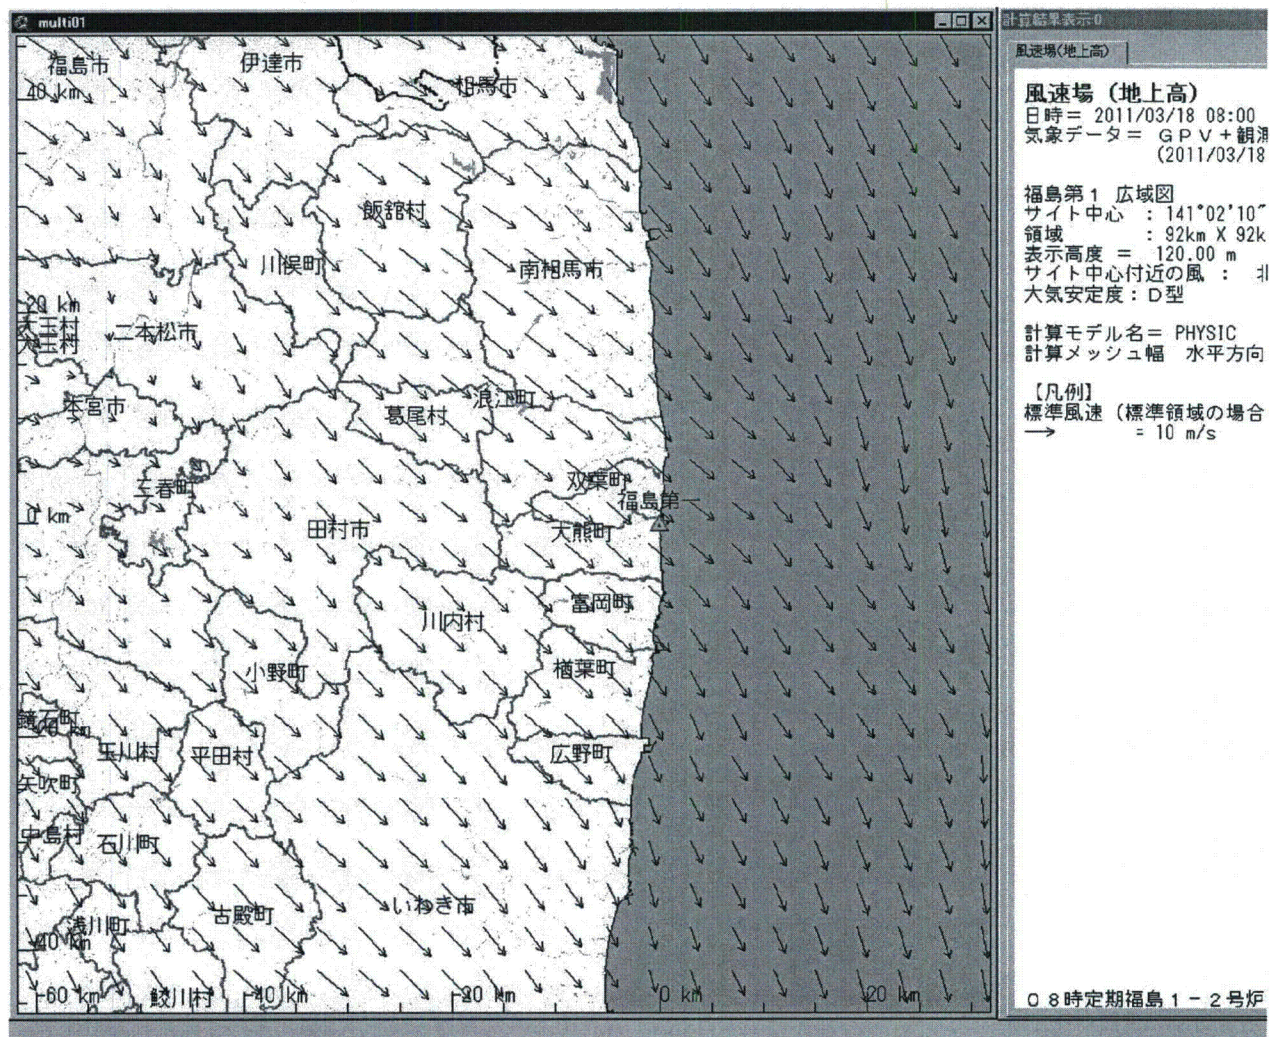 multi01
福島市
伊達市
相馬市
40 km
飯舘村
川俣町
南相馬市
20 km
大玉村
大玉村
二本松市
本宮市
葛尾村
浪江町
三春町
双葉町
福島第一
0 km
田村市
大熊町
富岡町
川内村
小野町
楢葉町
鏡石町
玉川村
平田村
広野町
矢吹町
中島村
石川町
いわき市
古殿町
浅川町
-40 km
-60 km
鮫川村
-40 km
-20 km
0 km
20 km
計算結果表示:0
風速場(地上高)
風速場（地上高）
日時＝ 2011/03/18 08:00
気象データ＝ ＧＰＶ＋観測
(2011/03/18
福島第１ 広域図
サイト中心 : 141°02'10"
領域 : 92km X 92k
表示高度 ＝ 120.00 m
サイト中心付近の風 : 北
大気安定度：Ｄ型
計算モデル名＝ PHYSIC
計算メッシュ幅 水平方向
【凡例】
標準風速（標準領域の場合
→ = 10 m/s
０８時定期福島１－２号炉